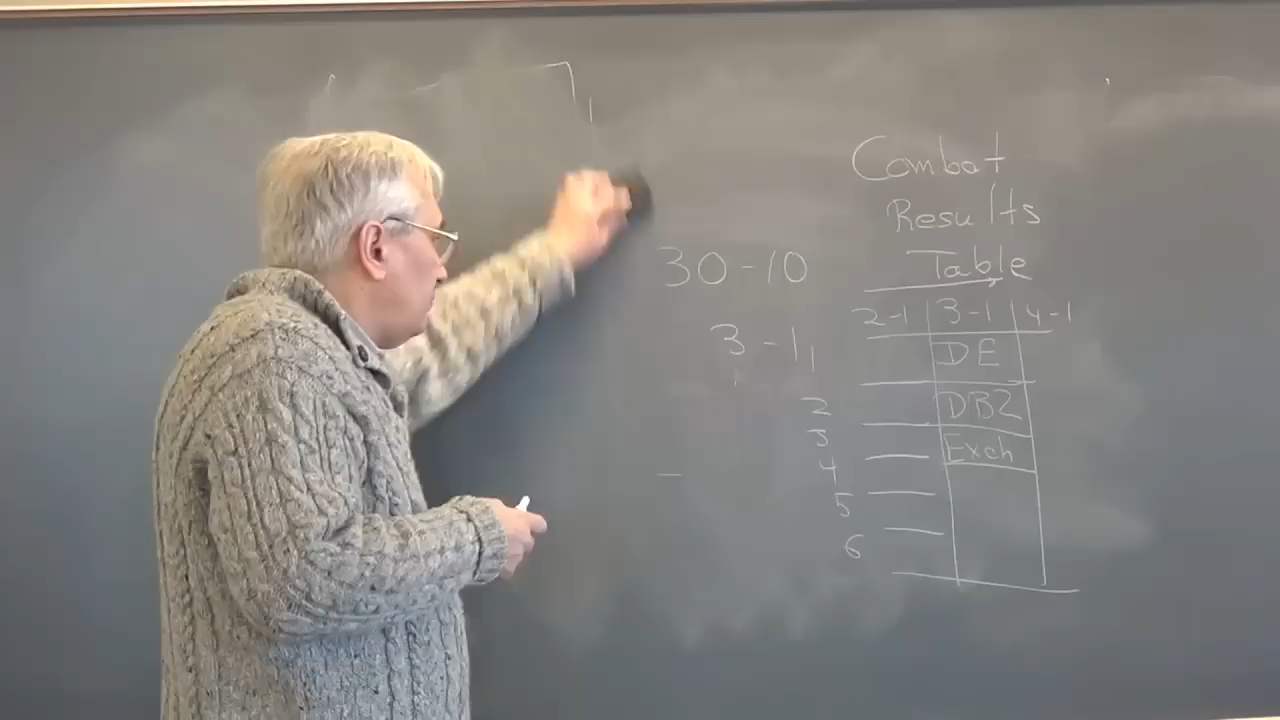 Combat
Results
Table
30-10
2-1 3-1 4-1
3-1
1 DE
2 DB2
3 Exch
4
5
6